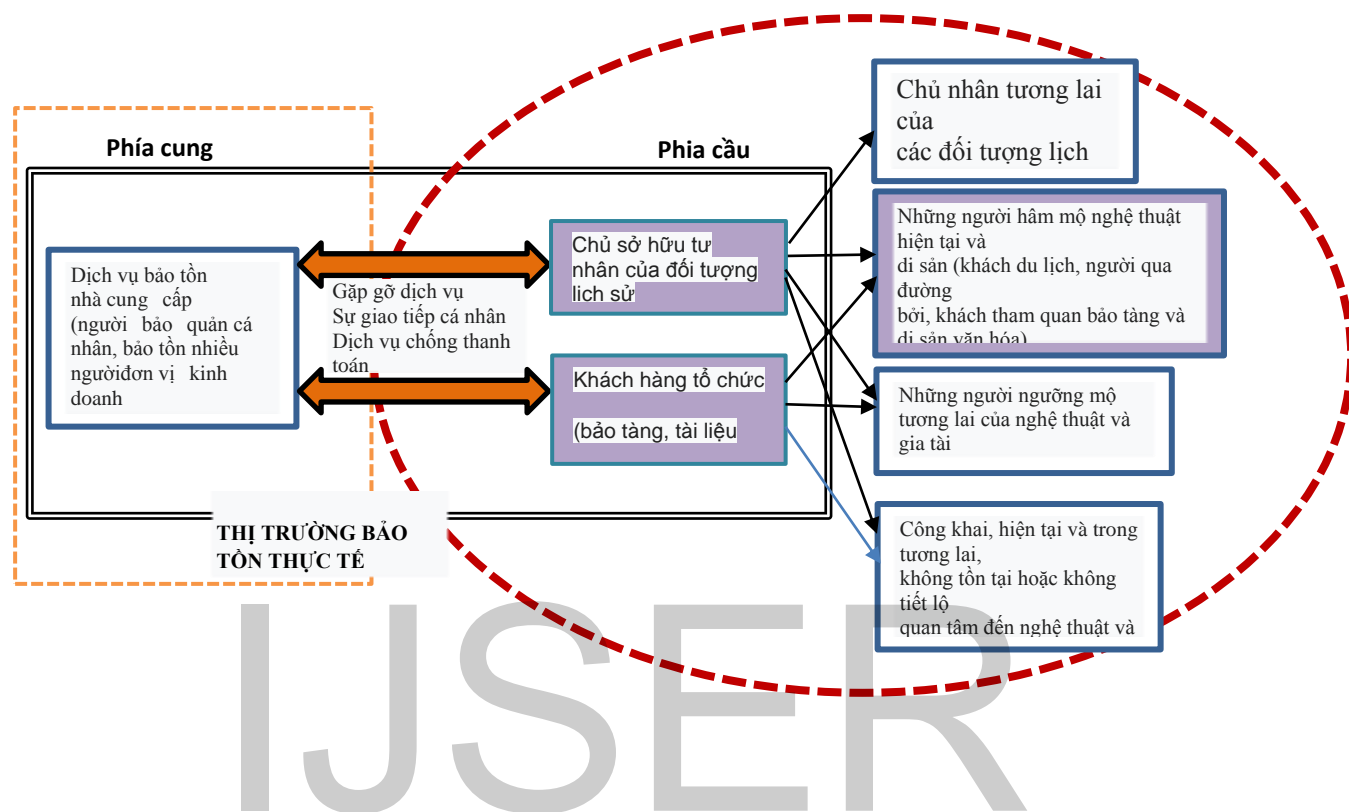 Phía cung
Phia cầu
Dịch vụ bảo tồn
nhà cung cấp
(người bảo quản cá
nhân, bảo tồn nhiều
ngườiđơn vị kinh
doanh
Gặp gỡ dịch vụ
Sự giao tiếp cá nhân
Dịch vụ chống thanh
toán
Chủ sở hữu tư
nhân của đối tượng
lich sử
Khách hàng tổ chức
(bảo tàng, tài liệu
THỊ TRƯỜNG BẢO
TỒN THỰC TẾ
Chủ nhân tương lai
của
các đối tượng lịch
Những người hâm mộ nghệ thuật
hiện tại và
di sản (khách du lịch, người qua
đường
bởi, khách tham quan bảo tàng và
di sản văn hóa)
Những người ngưỡng mộ
tương lai của nghệ thuật và
gia tài
Công khai, hiện tại và trong
tương lai,
không tồn tại hoặc không
tiết lộ
quan tâm đến nghệ thuật và
IJSER